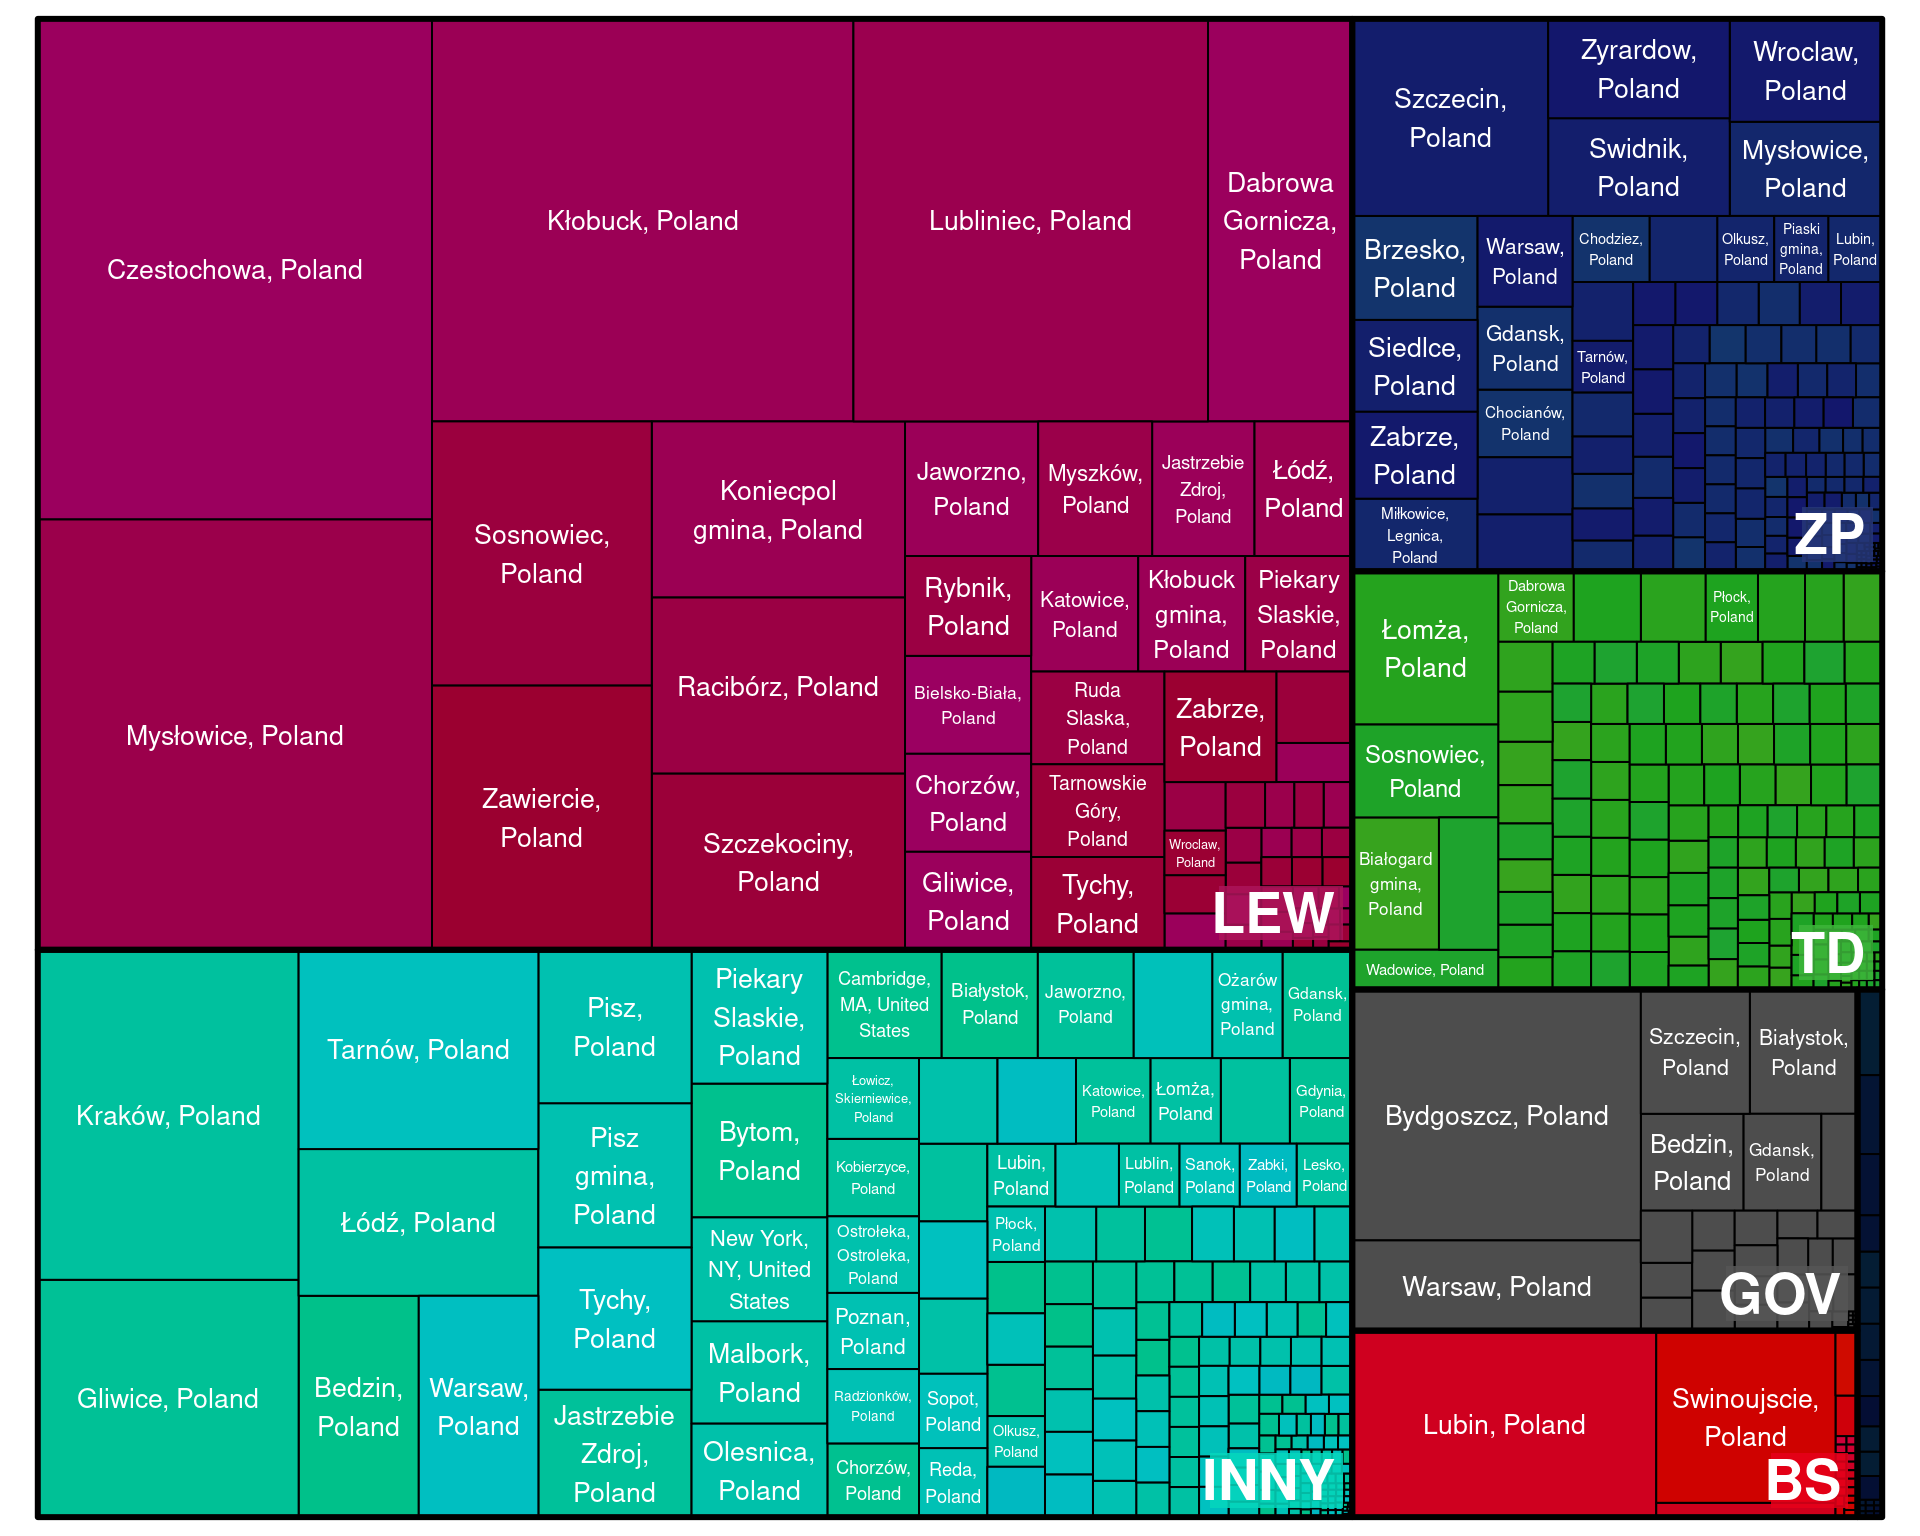 Czestochowa, Poland
Mysłowice, Poland
Kłobuck, Poland
Lubliniec, Poland
Dabrowa
Gornicza,
Poland
Sosnowiec,
Poland
Zawiercie,
Poland
Koniecpol
gmina, Poland
Racibórz, Poland
Szczekociny,
Poland
Jaworzno,
Poland
Myszków,
Poland
Jastrzebie
Zdroj,
Poland
Łódź,
Poland
Rybnik,
Poland
Bielsko-Biała,
Poland
Chorzów,
Poland
Gliwice,
Poland
Katowice,
Poland
Kłobuck
gmina,
Poland
Piekary
Slaskie,
Poland
Ruda
Slaska,
Poland
Tarnowskie
Góry,
Poland
Tychy,
Poland
Zabrze,
Poland
Wroclaw,
Poland
LEW
Szczecin,
Poland
Zyrardow,
Poland
Swidnik,
Poland
Wroclaw,
Poland
Mysłowice,
Poland
Brzesko,
Poland
Siedlce,
Poland
Zabrze,
Poland
Miłkowice,
Legnica,
Poland
Warsaw,
Poland
Gdansk,
Poland
Chocianów,
Poland
Chodziez,
Poland
Tarnów,
Poland
Olkusz,
Poland
Piaski
gmina,
Poland
Lubin,
Poland
ZP
Łomża,
Poland
Sosnowiec,
Poland
Białogard
gmina,
Poland
Wadowice, Poland
Dabrowa
Gornicza,
Poland
Płock,
Poland
TD
Kraków, Poland
Gliwice, Poland
Tarnów, Poland
Łódź, Poland
Bedzin,
Poland
Warsaw,
Poland
Pisz,
Poland
Pisz
gmina,
Poland
Tychy,
Poland
Jastrzebie
Zdroj,
Poland
Piekary
Slaskie,
Poland
Bytom,
Poland
New York,
NY, United
States
Malbork,
Poland
Olesnica,
Poland
Cambridge,
MA, United
States
Białystok,
Poland
Jaworzno,
Poland
Ożarów
gmina,
Poland
Gdansk,
Poland
Łowicz,
Skierniewice,
Poland
Kobierzyce,
Poland
Ostrołeka,
Ostroleka,
Poland
Poznan,
Poland
Radzionków,
Poland
Chorzów,
Poland
Katowice,
Poland
Łomża,
Poland
Gdynia,
Poland
Lubin,
Poland
Lublin,
Poland
Sanok,
Poland
Zabki,
Poland
Lesko,
Poland
Płock,
Poland
Sopot,
Poland
Reda,
Poland
Olkusz,
Poland
INNY
Bydgoszcz, Poland
Warsaw, Poland
Szczecin,
Poland
Białystok,
Poland
Bedzin,
Poland
Gdansk,
Poland
GOV
Lubin, Poland
Swinoujscie,
Poland
BS